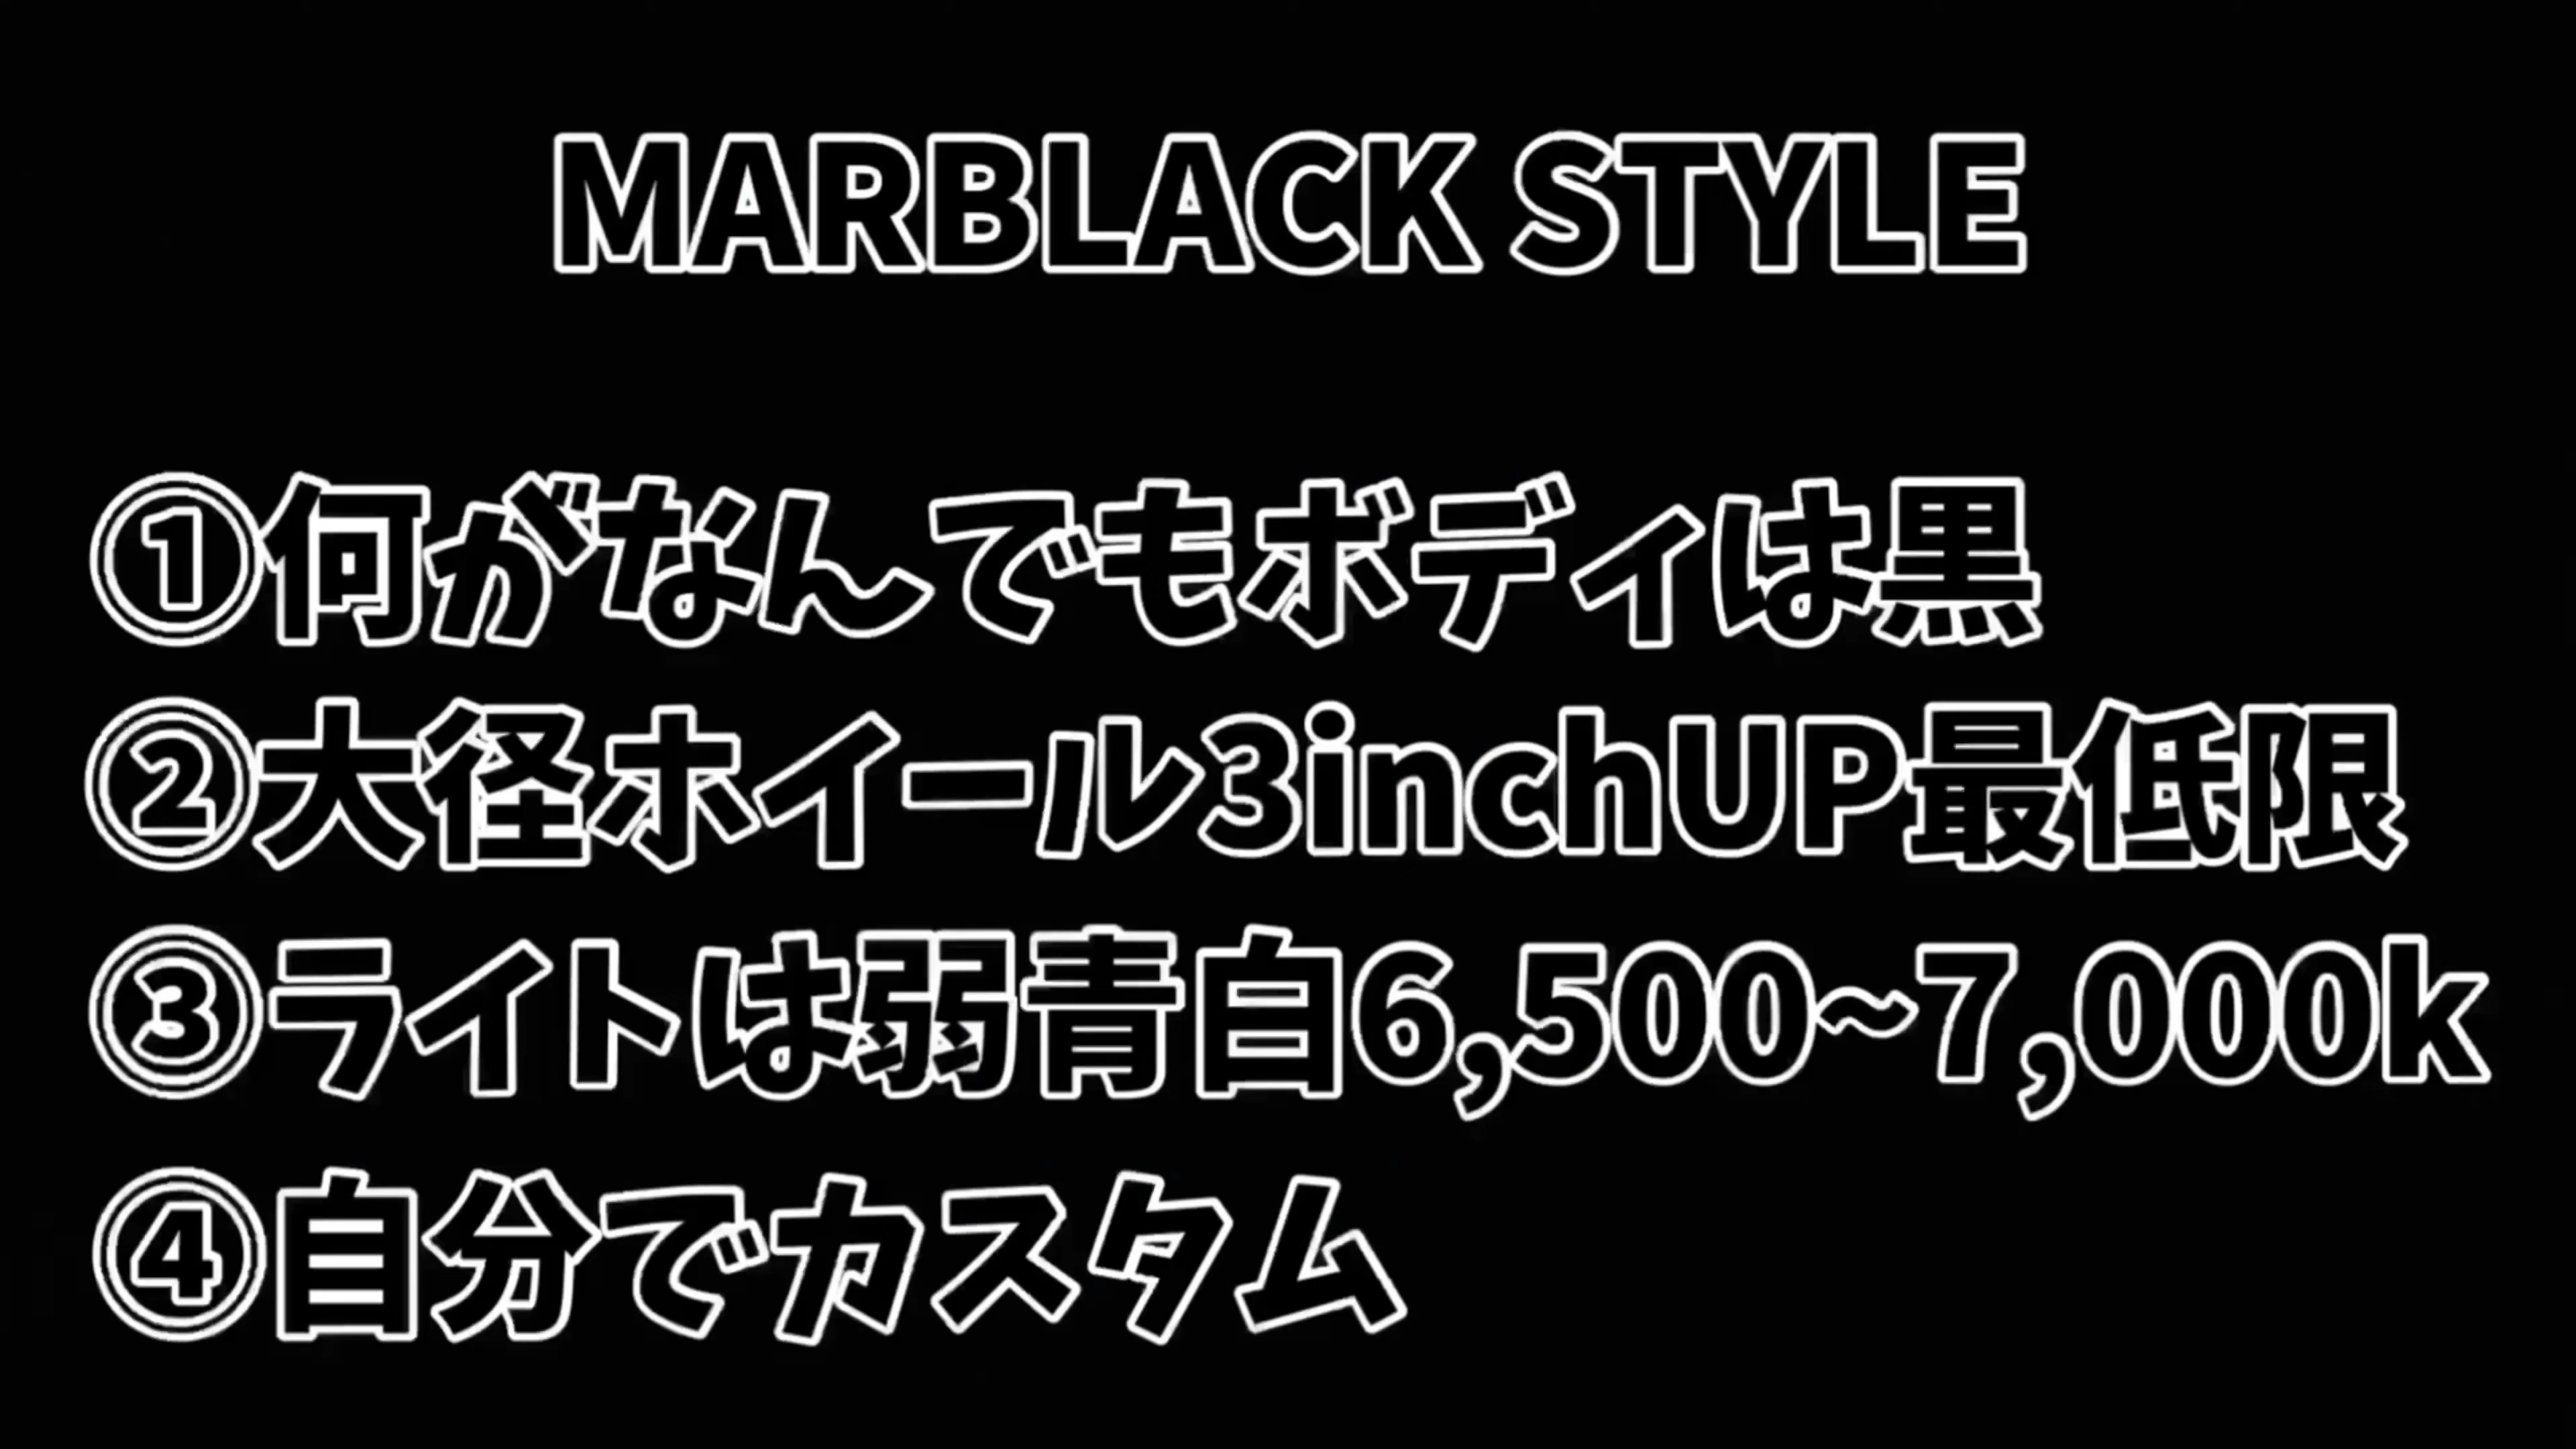 MARBLACK STYLE
①何がなんでもボディは黒
②大径ホイール3inchUP最低限
③ライトは弱青白6,500~7,000k
④自分でカスタム